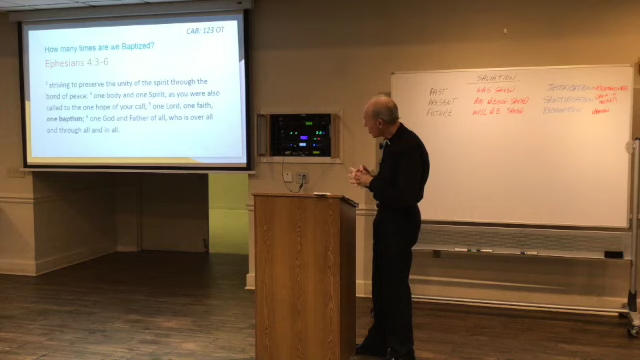 CAB: 123 OT
How many times are we Baptized?
Ephesians 4:3-6
3 striving to preserve the unity of the spirit through the
bond of peace; 4 one body and one Spirit, as you were also
called to the one hope of your call, 5 one Lord, one faith,
one baptism; 6 one God and Father of all, who is over all
and through all and in all.
SALVATION
PAST WAS SAVED JUSTIFICATION
PRESENT AM BEING SAVED SANCTIFICATION
FUTURE WILL BE SAVED